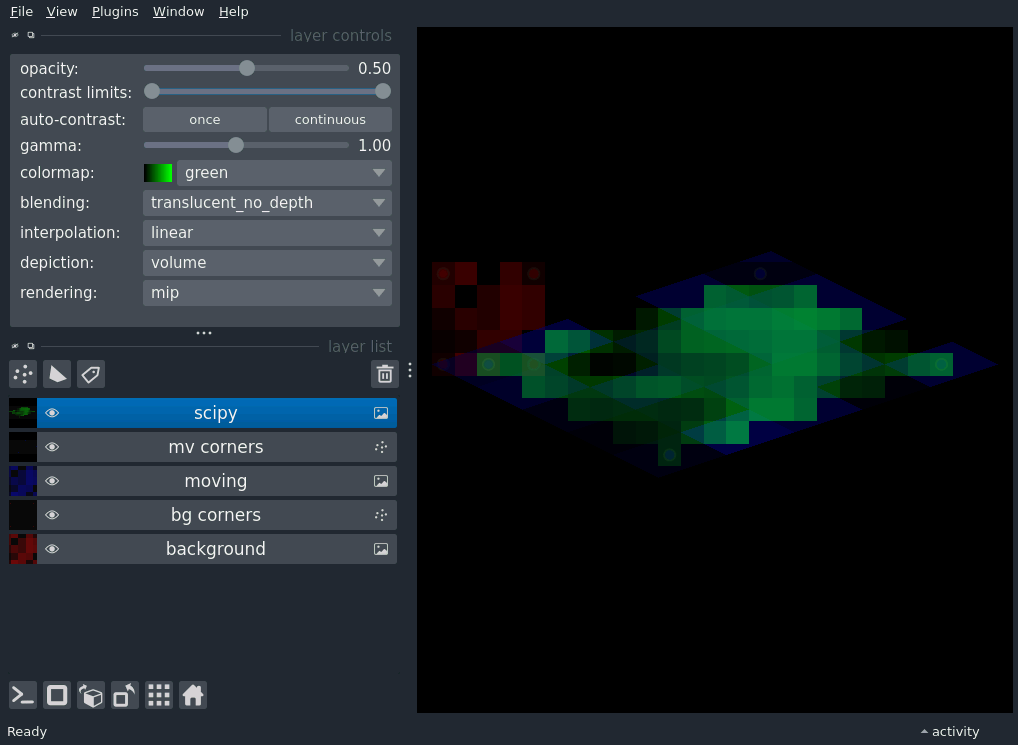 File View Plugins Window Help
layer controls
opacity: 0.50
contrast limits:
auto-contrast: once continuous
gamma: 1.00
colormap: green
blending: translucent_no_depth
interpolation: linear
depiction: volume
rendering: mip
layer list
scipy
mv corners
moving
bg corners
background
Ready activity